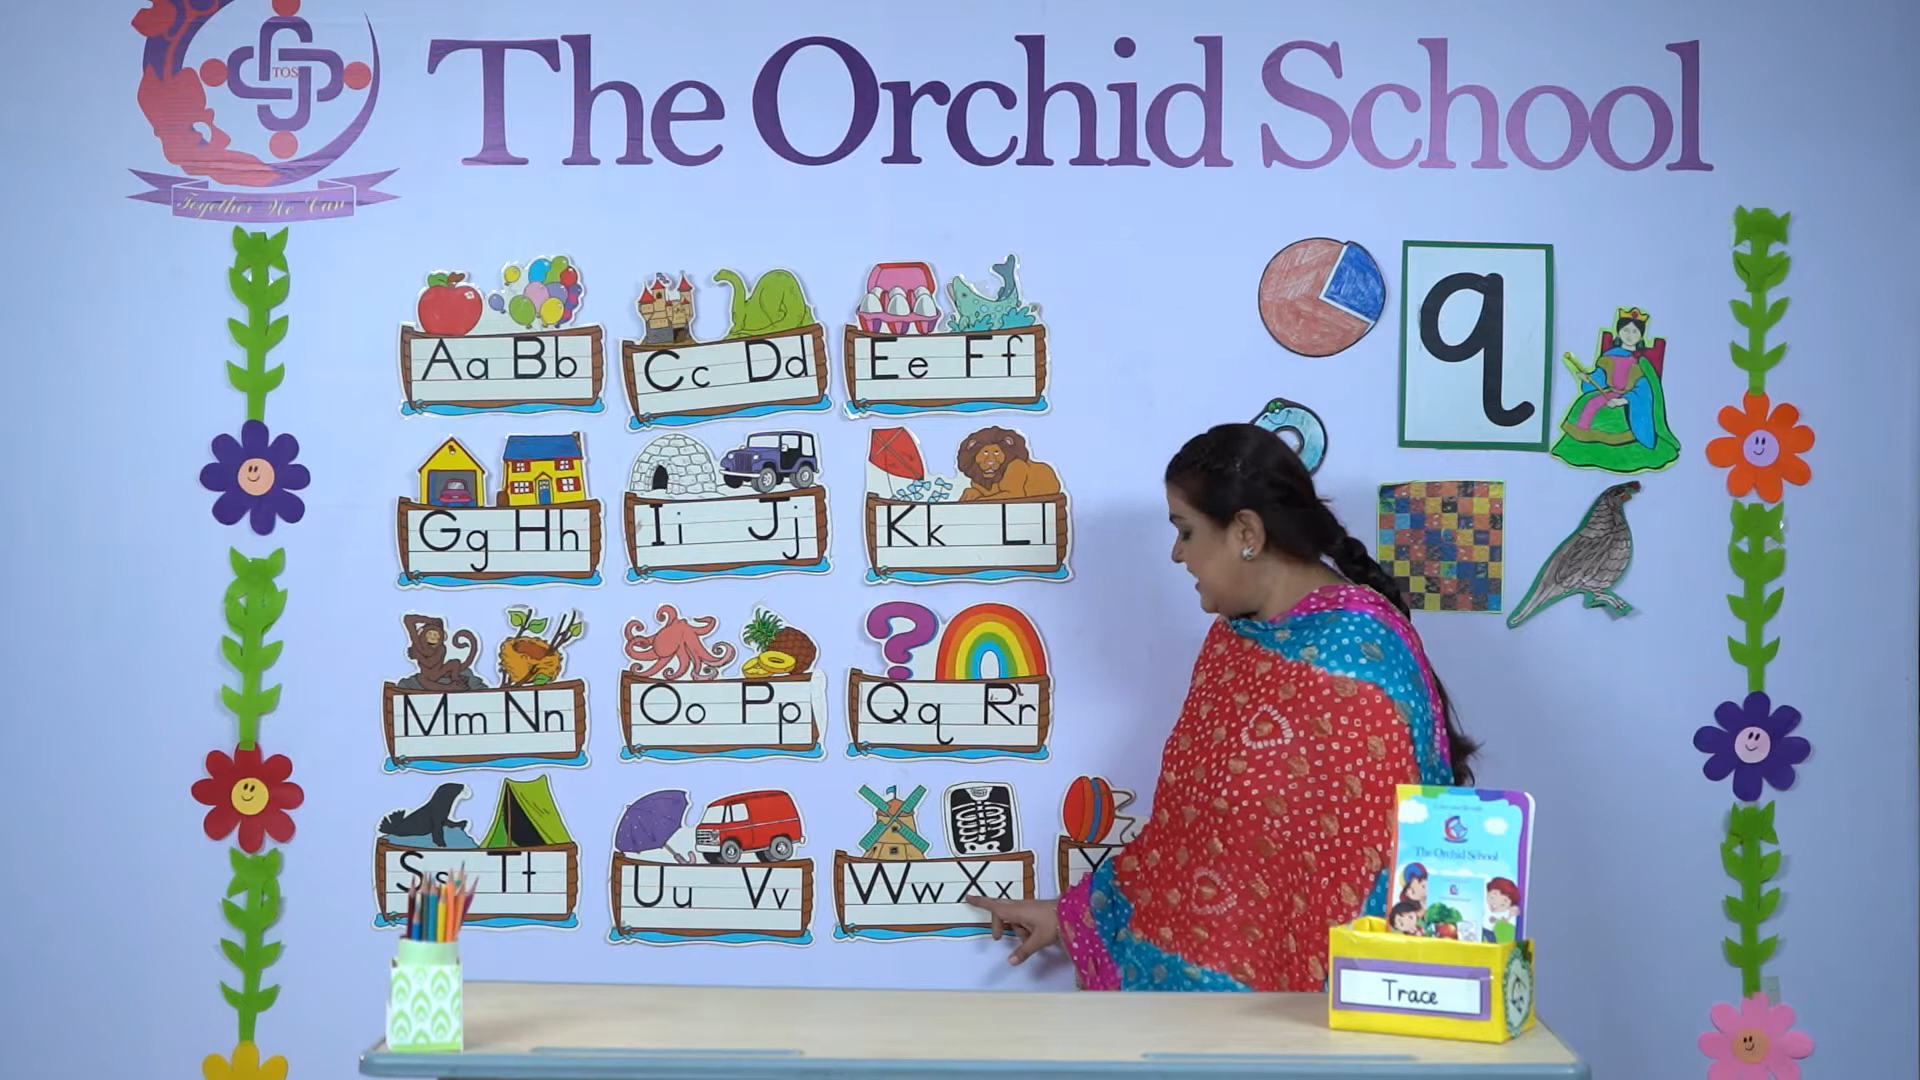 TOS
The Orchid School
Together We Can
Aa Bb
Cc Dd
Ee Ff
q
Gg Hh
Ii Jj
Kk Ll
Mm Nn
Oo Pp
Qq Rr
Ss Tt
Uu Vv
Ww Xx
Y
The Orchid School
Trace